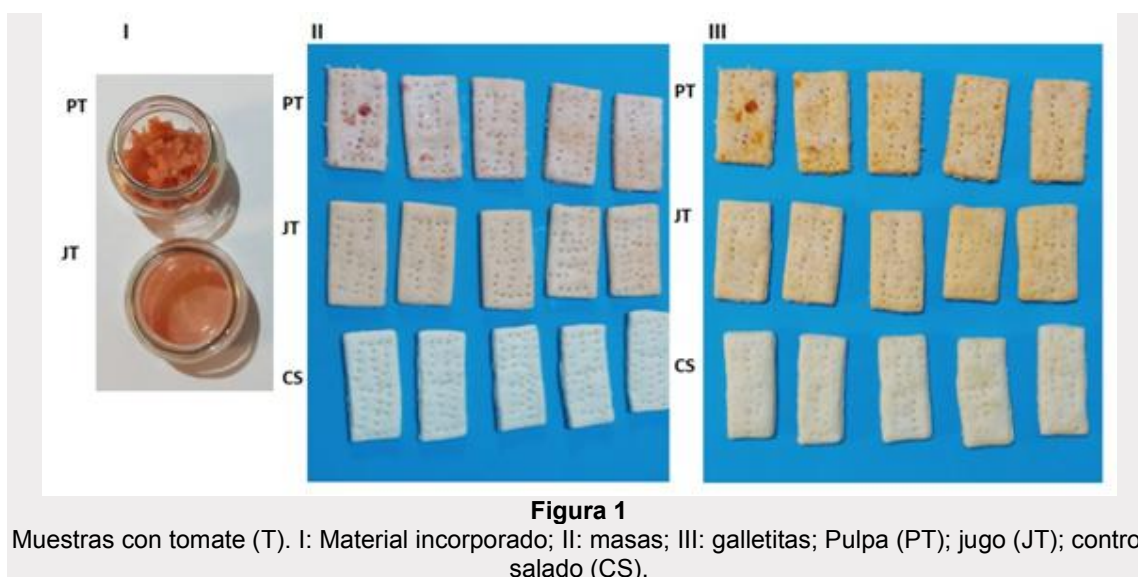 I II III
PT PT PT
JT JT JT
CS CS
Figura 1
Muestras con tomate (T). I: Material incorporado; II: masas; III: galletitas; Pulpa (PT); jugo (JT); contro
salado (CS).